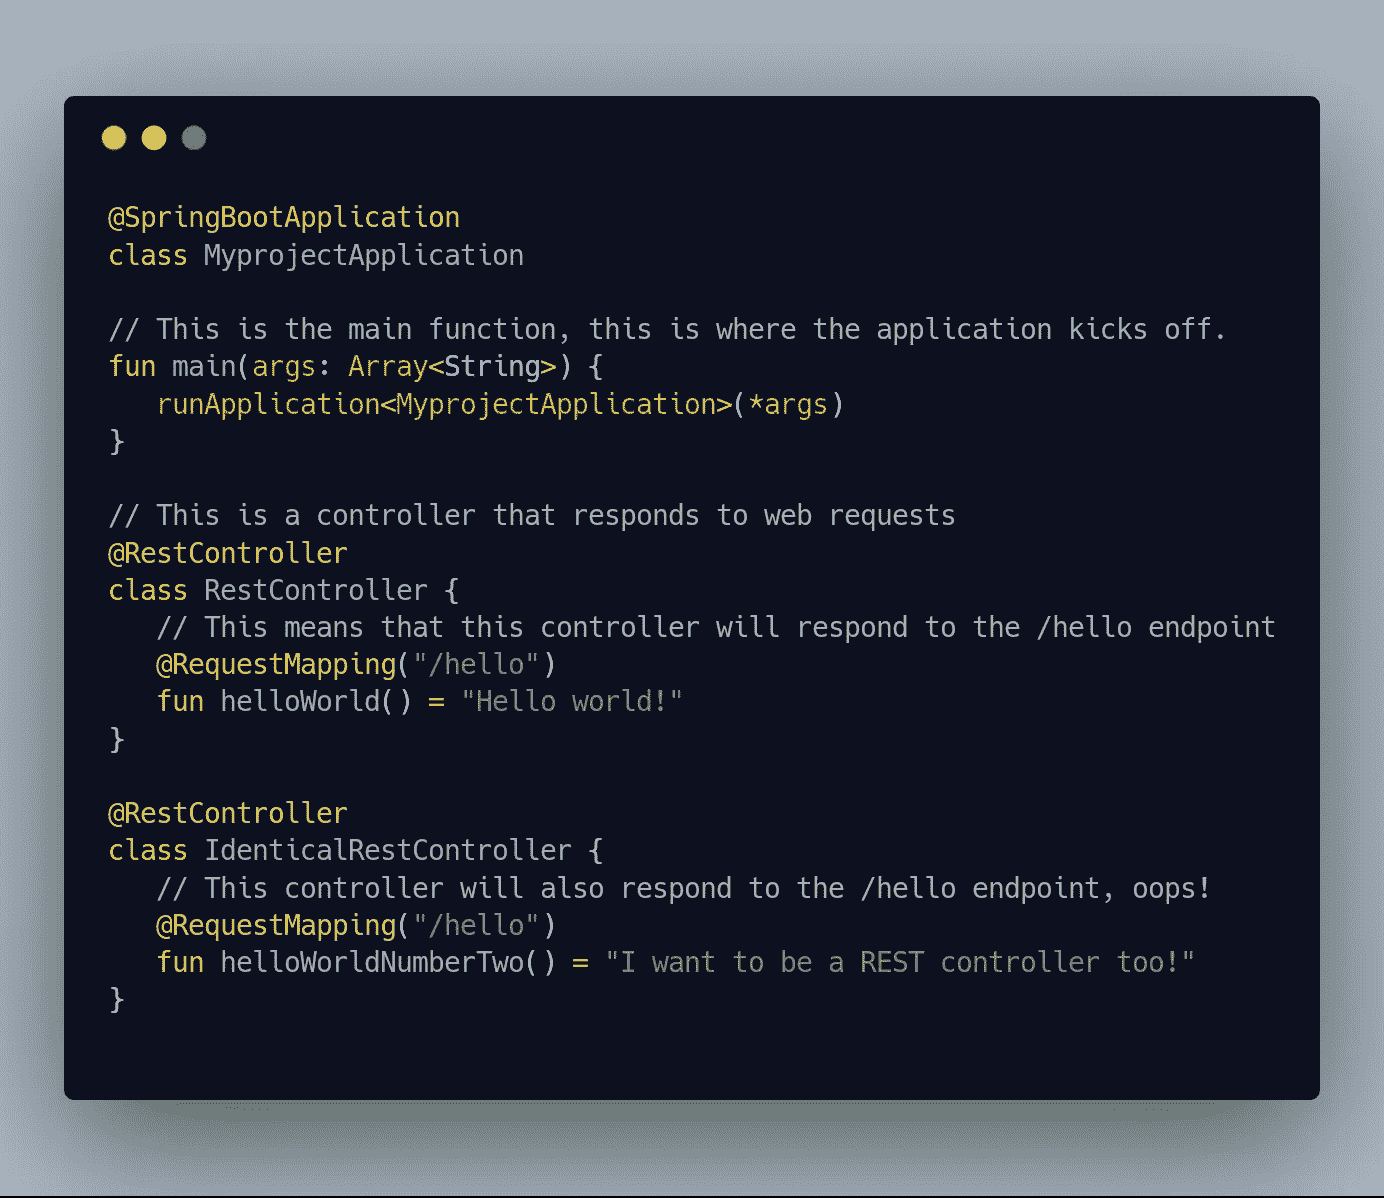 @SpringBootApplication
class MyprojectApplication

// This is the main function, this is where the application kicks off.
fun main(args: Array<String>) {
   runApplication<MyprojectApplication>(*args)
}

// This is a controller that responds to web requests
@RestController
class RestController {
   // This means that this controller will respond to the /hello endpoint
   @RequestMapping("/hello")
   fun helloWorld() = "Hello world!"
}

@RestController
class IdenticalRestController {
   // This controller will also respond to the /hello endpoint, oops!
   @RequestMapping("/hello")
   fun helloWorldNumberTwo() = "I want to be a REST controller too!"
}